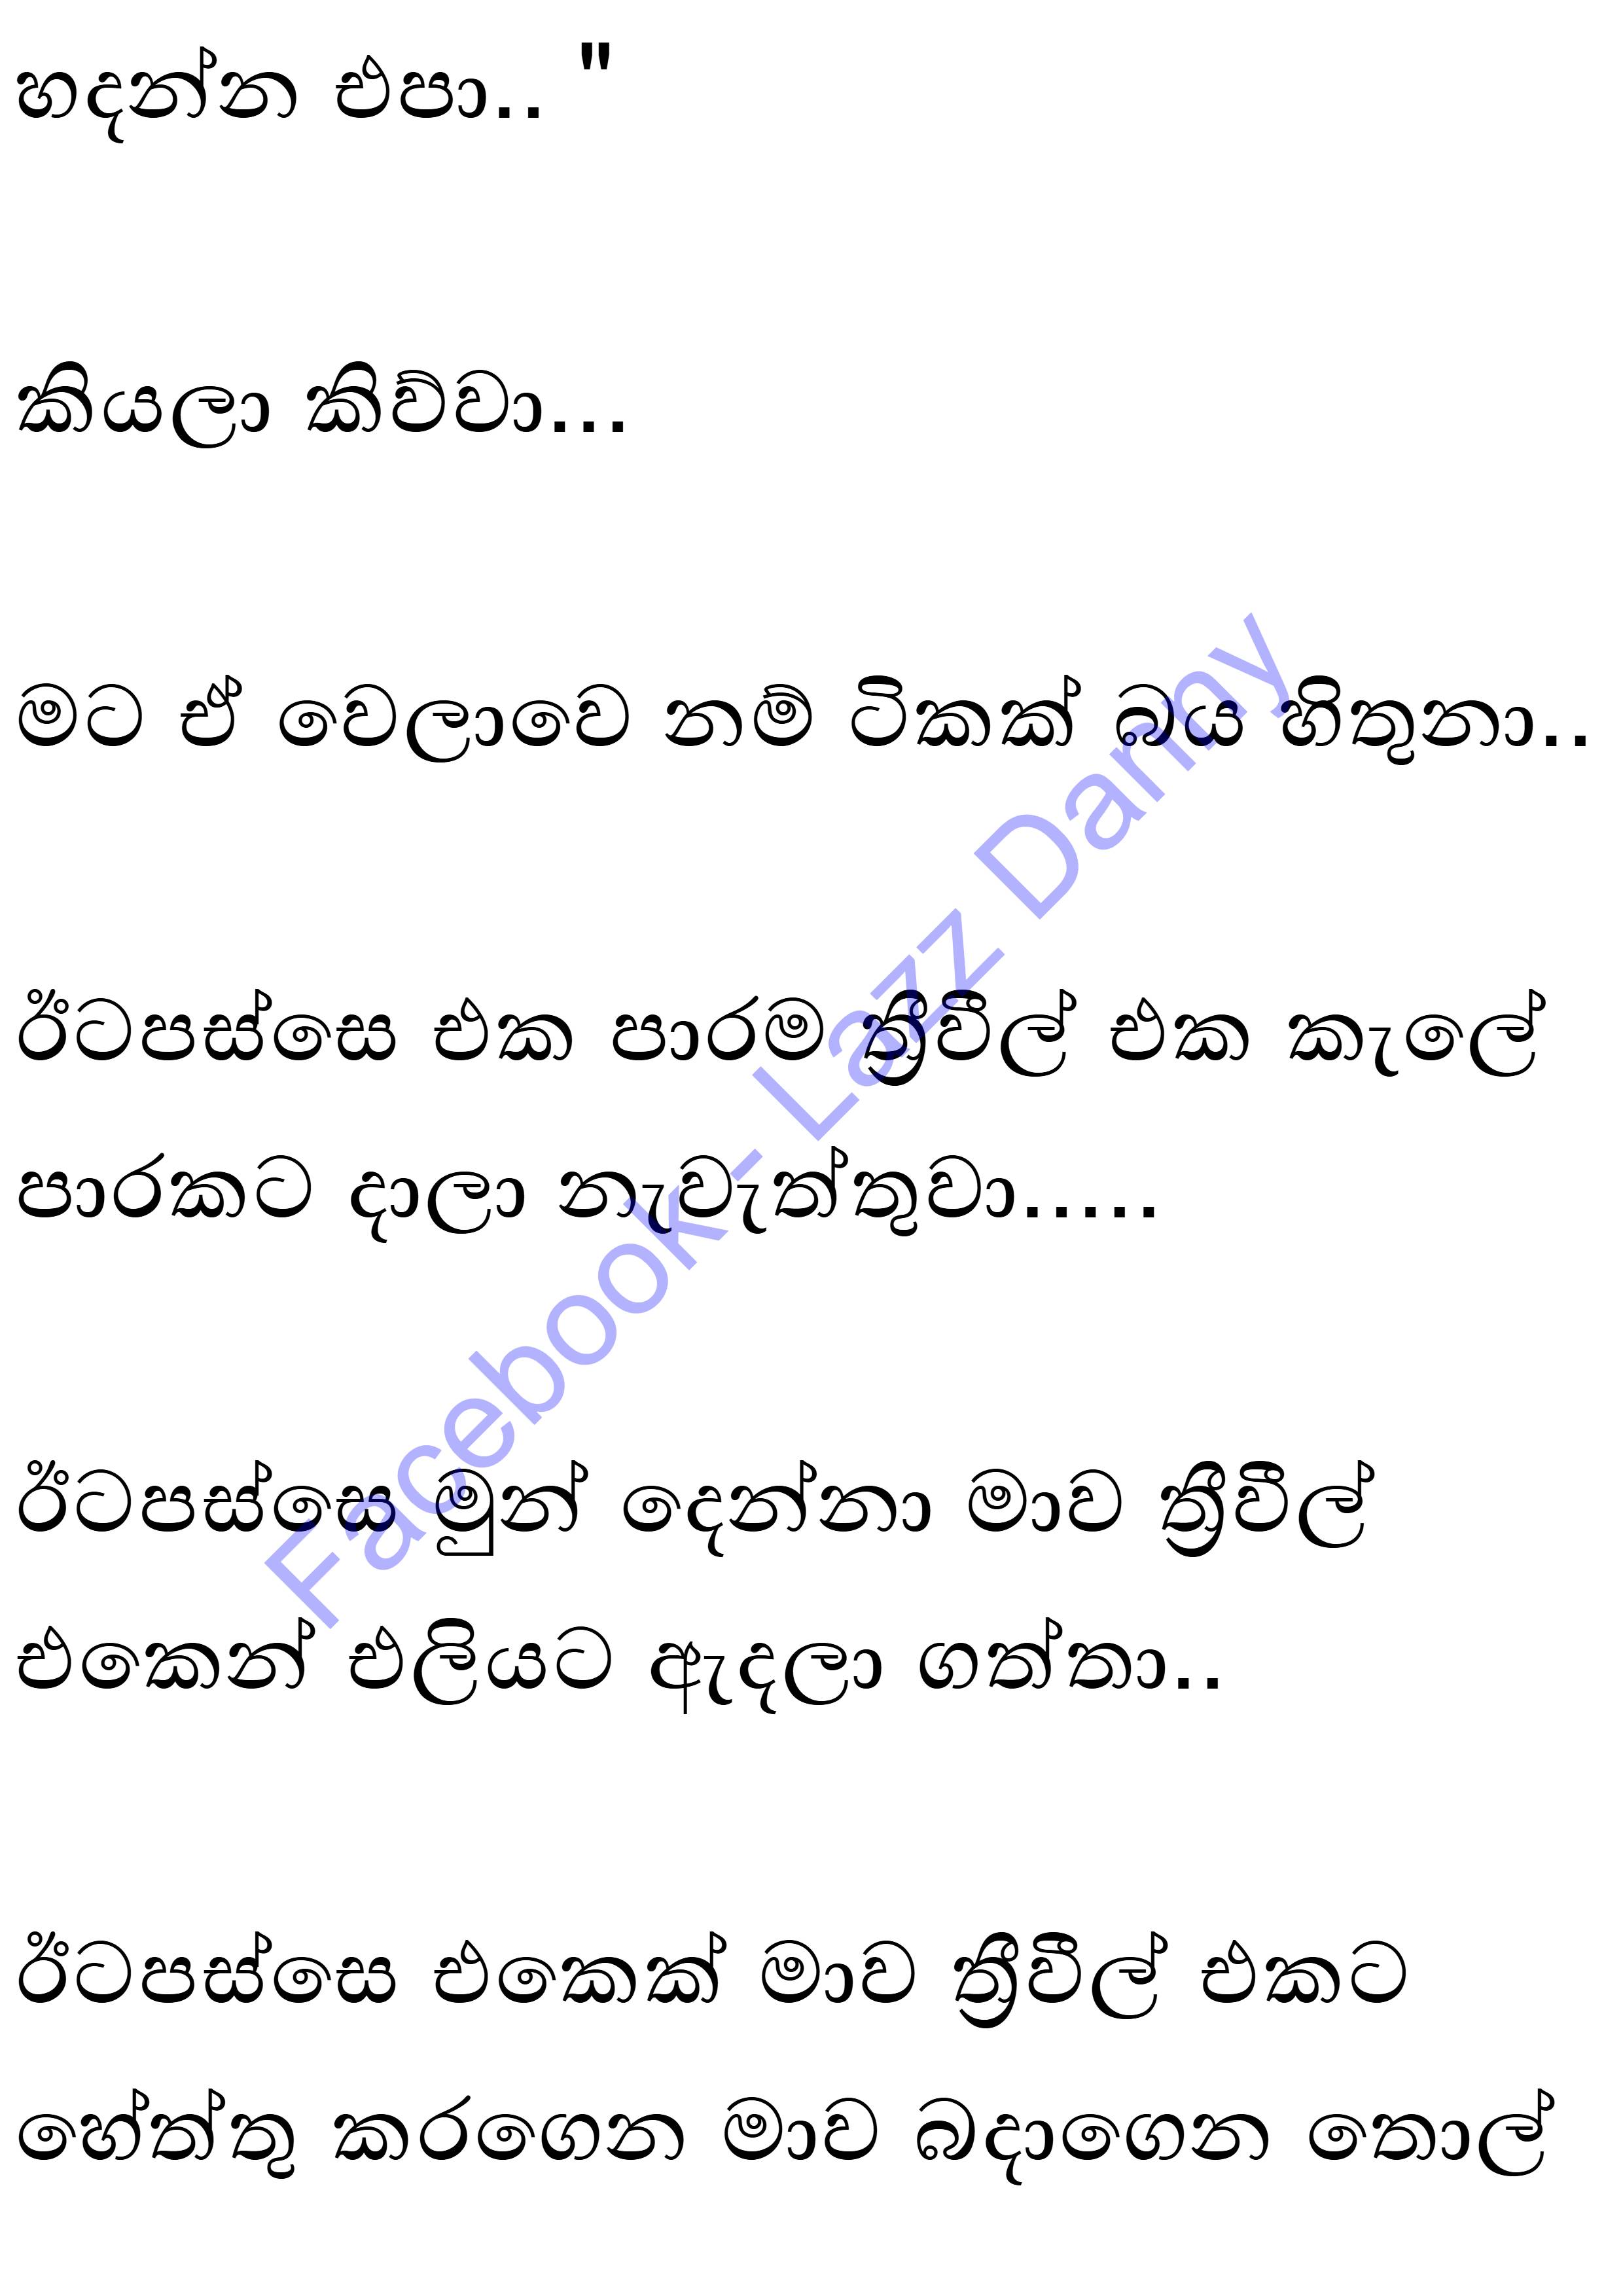 හදන්න එපා.. "
කියලා කිව්වා...
මට ඒ වෙලාවෙ නම් ටිකක් බය හිතුනා..
ඊටපස්සෙ එක පාරම ත්‍රීවීල් එක කැලේ
පාරකට දාලා නැවැත්තුවා.....
ඊටපස්සෙ මුන් දෙන්නා මාව ත්‍රීවීල්
එකෙන් එලියට ඇදලා ගත්තා..
ඊටපස්සෙ එකෙක් මාව ත්‍රීවීල් එකට
හේත්තු කරගෙන මාව බදාගෙන තොල්
Facebook- Lazz Danny